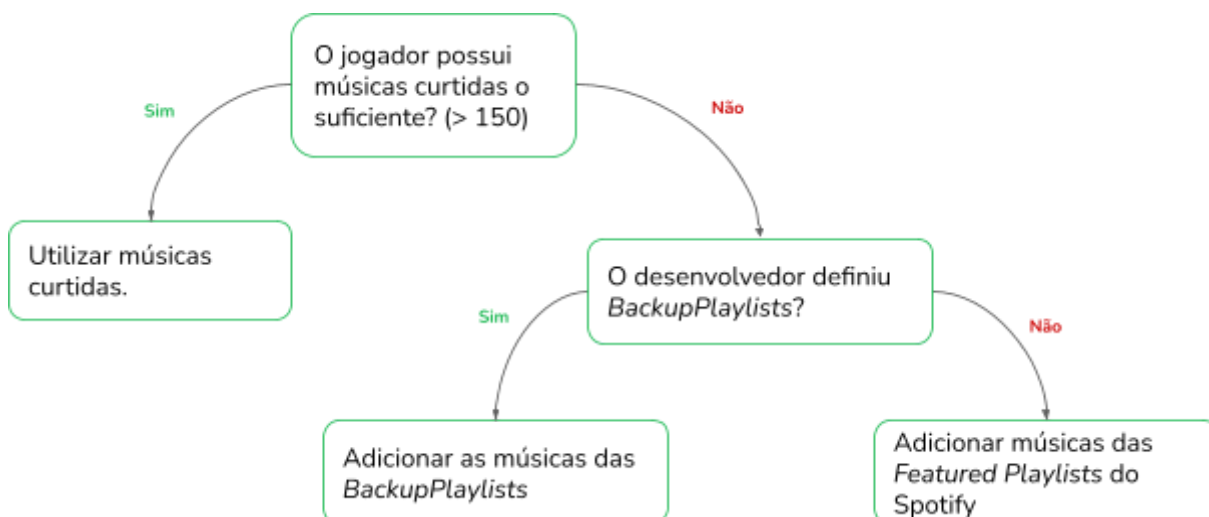 O jogador possui
músicas curtidas o
suficiente? (> 150)
Sim
Não
Utilizar músicas
curtidas.
O desenvolvedor definiu
BackupPlaylists?
Sim
Não
Adicionar as músicas das
BackupPlaylists
Adicionar músicas das
Featured Playlists do
Spotify